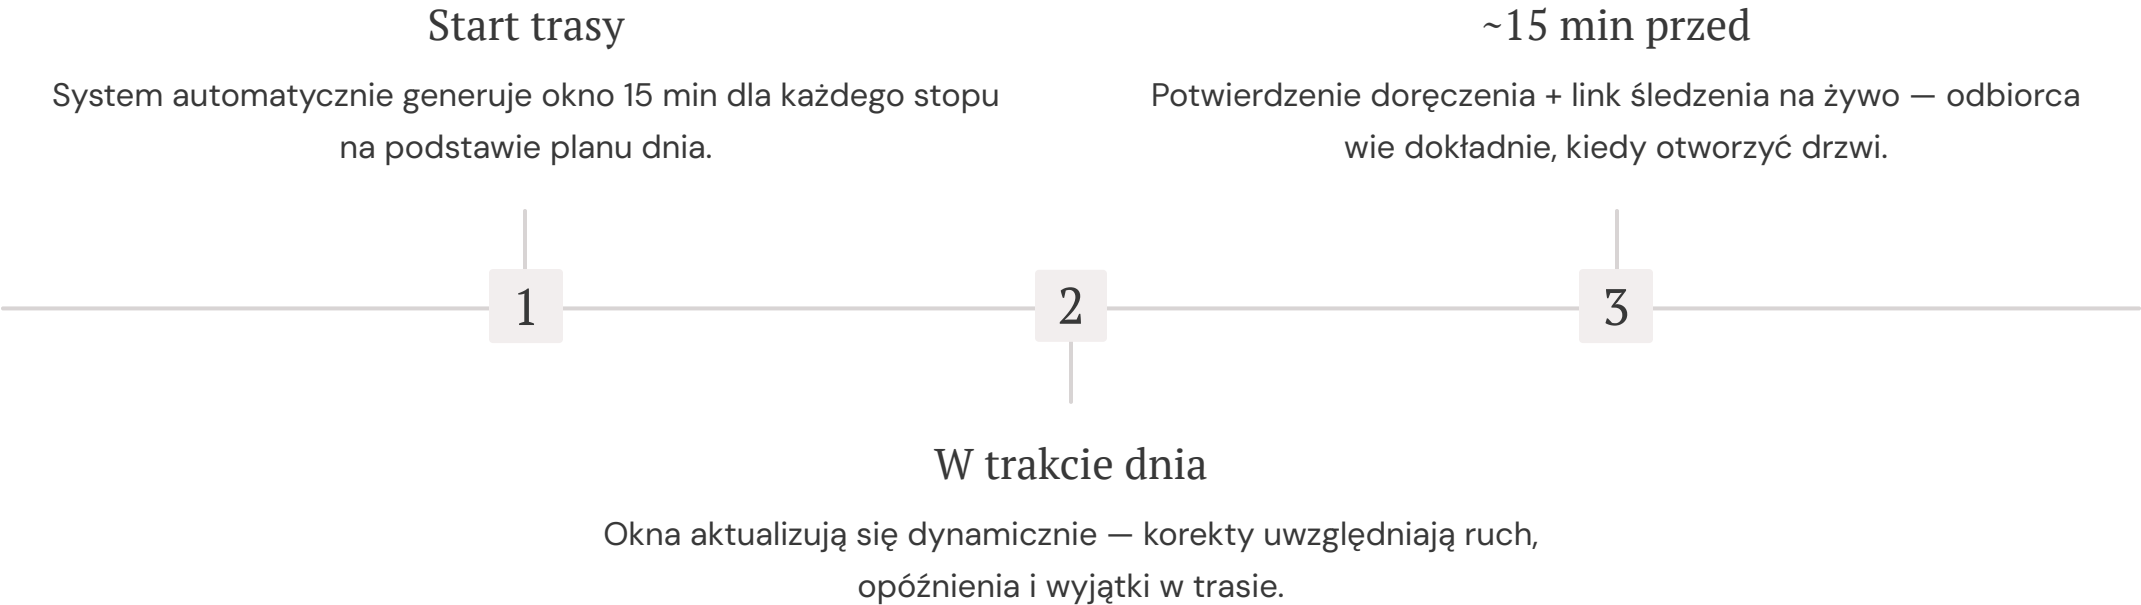 Start trasy
System automatycznie generuje okno 15 min dla każdego stopu
na podstawie planu dnia.
1
2
W trakcie dnia
Okna aktualizują się dynamicznie — korekty uwzględniają ruch,
opóźnienia i wyjątki w trasie.
~15 min przed
Potwierdzenie doręczenia + link śledzenia na żywo — odbiorca
wie dokładnie, kiedy otworzyć drzwi.
3